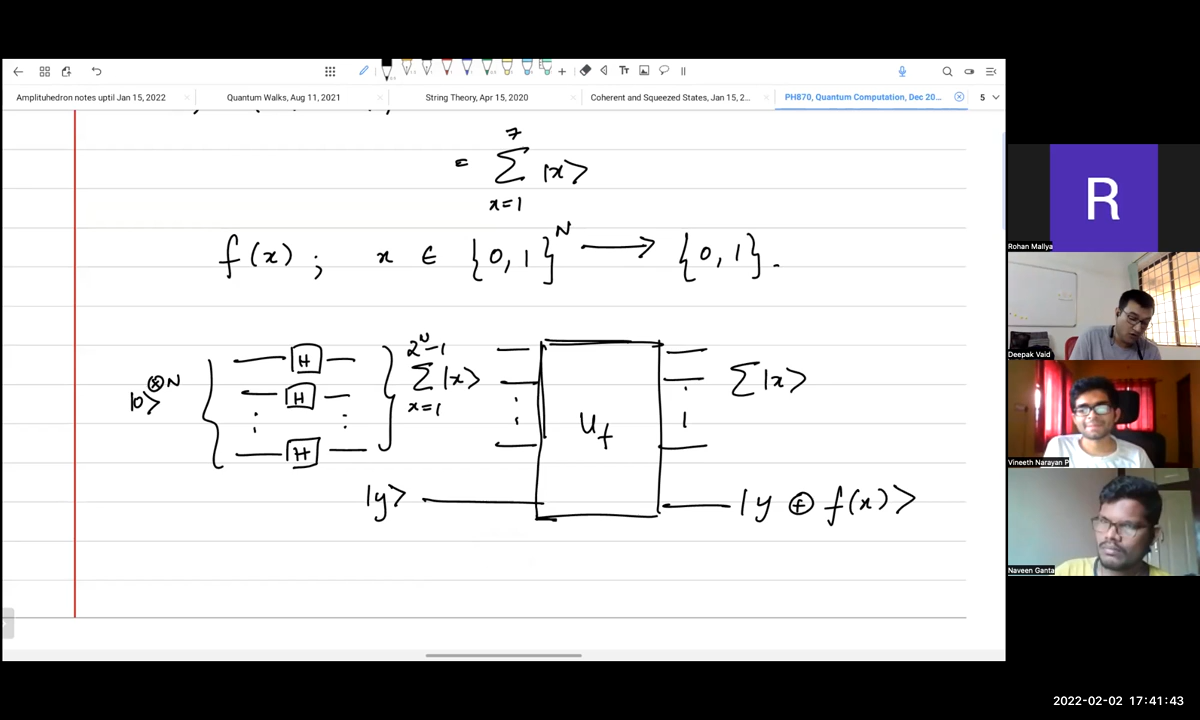 Amplituhedron notes uptil Jan 15, 2022 Quantum Walks, Aug 11, 2021 String Theory, Apr 15, 2020 Coherent and Squeezed States, Jan 15, 2... PH870, Quantum Computation, Dec 20... 5
Tт
7
= ∑ |x>
x=1
f(x) ; x ∈ {0, 1}^N ⟶ {0, 1}.
|0>^⊗N
H
H
H
2^N-1
∑ |x>
x=1
U_f
∑|x>
|y>
|y ⊕ f(x)>
R
Rohan Mallya
Deepak Vaid
Vineeth Narayan P
Naveen Ganta
2022-02-02 17:41:43